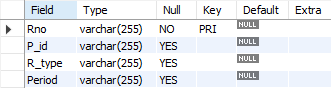 Field Type Null Key Default Extra
Rno varchar(255) NO PRI NULL
P_id varchar(255) YES NULL
R_type varchar(255) YES NULL
Period varchar(255) YES NULL